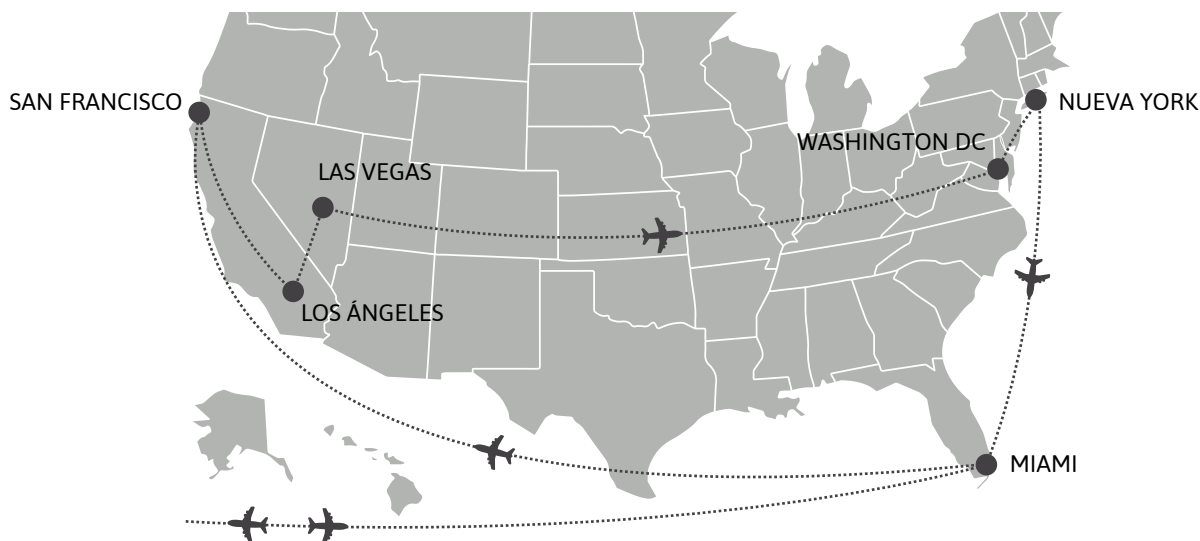 SAN FRANCISCO
NUEVA YORK
WASHINGTON DC
LAS VEGAS
LOS ÁNGELES
MIAMI